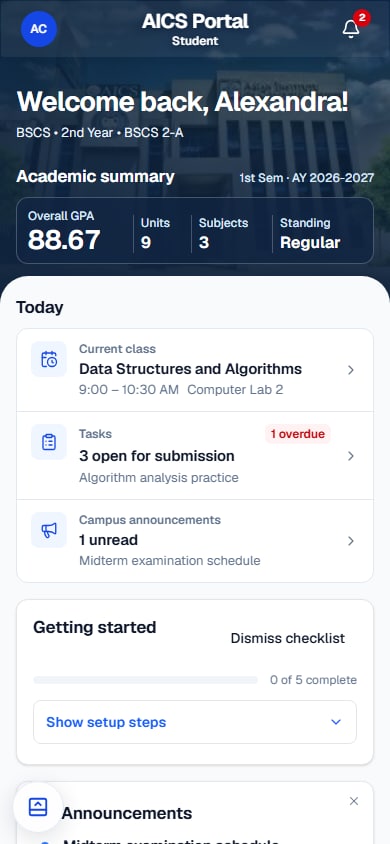 AC
AICS Portal
Student
2
Welcome back, Alexandra!
BSCS • 2nd Year • BSCS 2-A
Academic summary
1st Sem · AY 2026-2027
Overall GPA
88.67
Units
9
Subjects
3
Standing
Regular
Today
Current class
Data Structures and Algorithms
9:00 – 10:30 AM Computer Lab 2
Tasks
1 overdue
3 open for submission
Algorithm analysis practice
Campus announcements
1 unread
Midterm examination schedule
Getting started
Dismiss checklist
0 of 5 complete
Show setup steps
Announcements
Midterm examination schedule